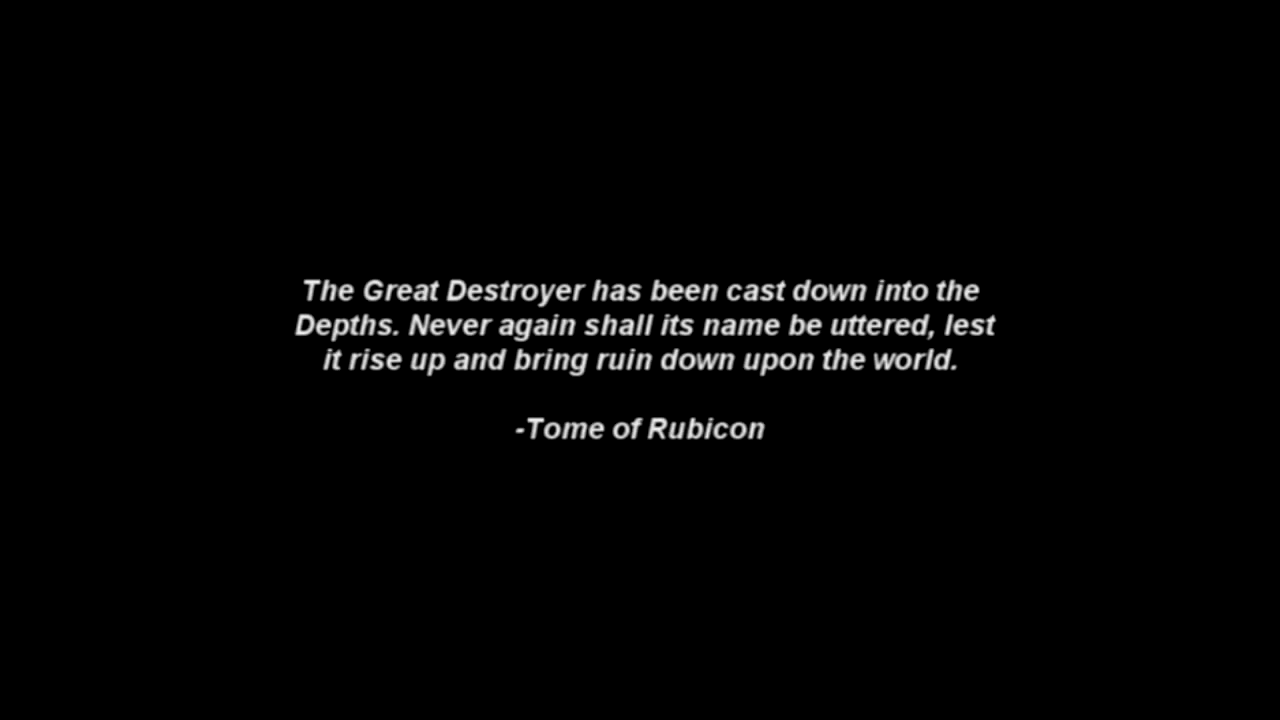 The Great Destroyer has been cast down into the
Depths. Never again shall its name be uttered, lest
it rise up and bring ruin down upon the world.
-Tome of Rubicon